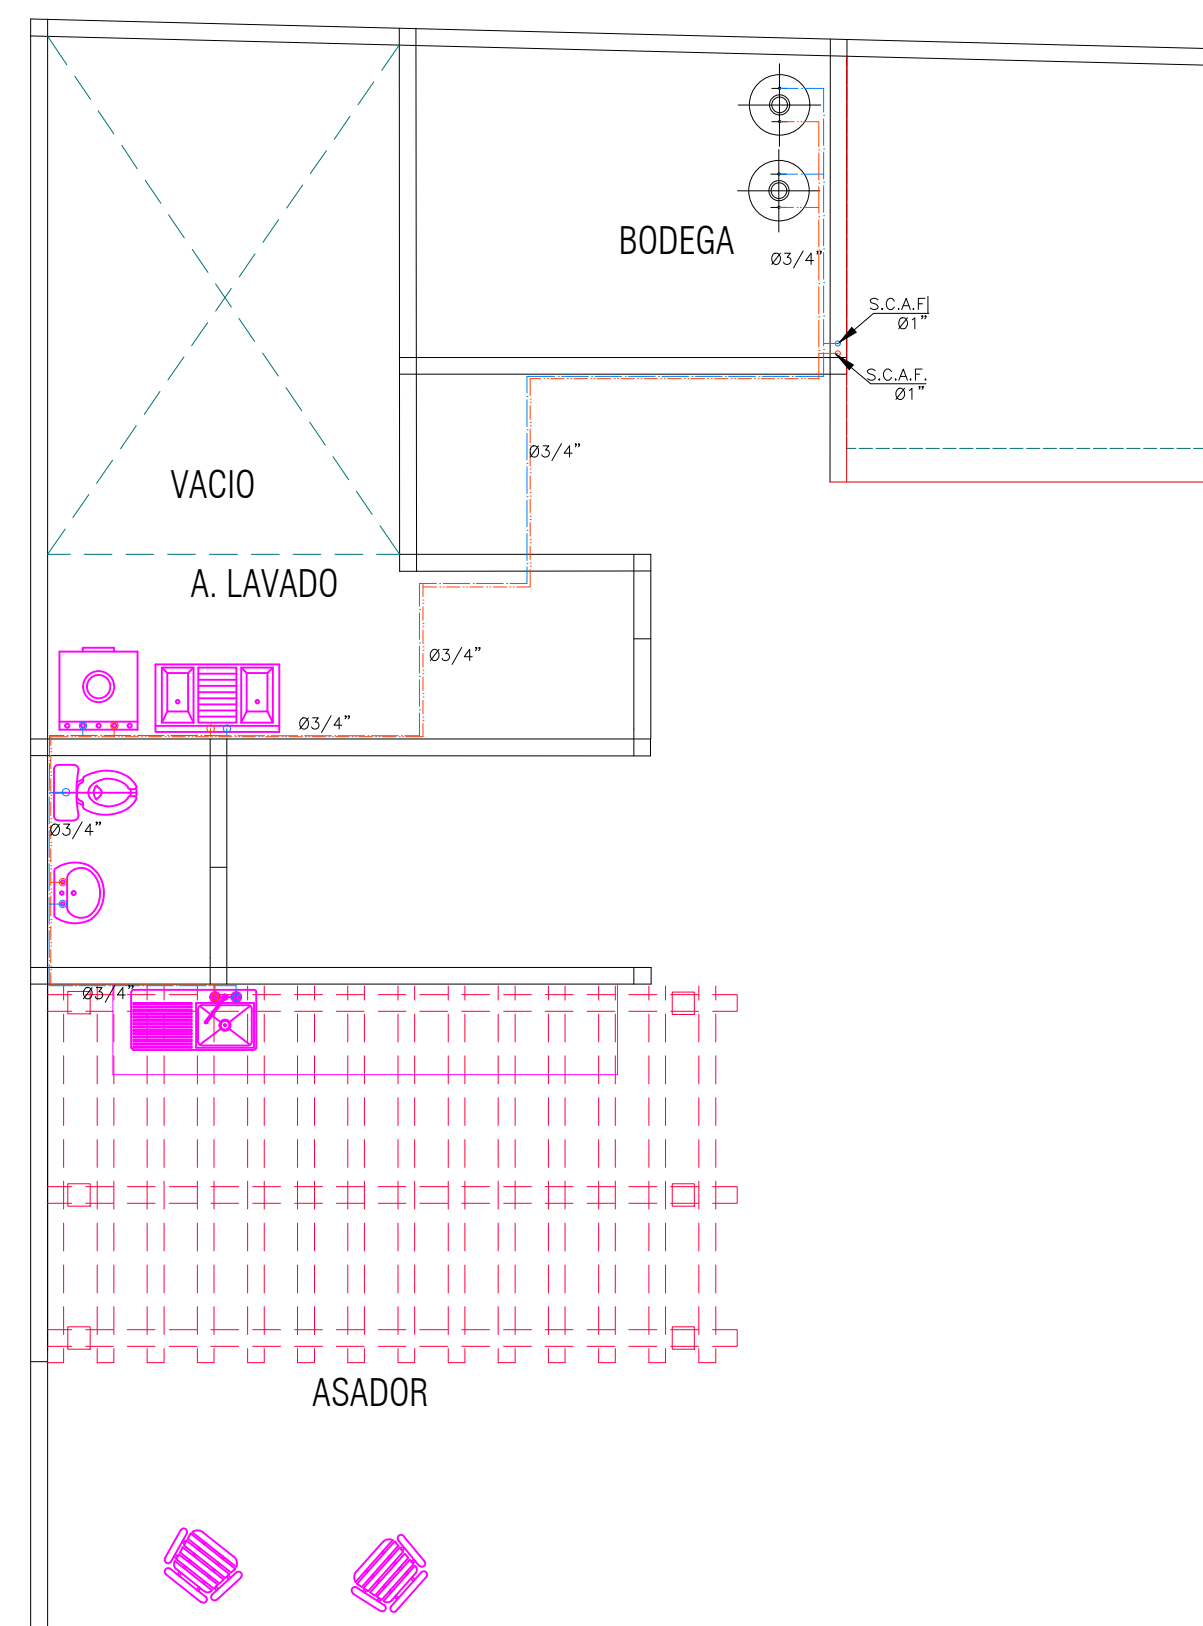 BODEGA
Ø3/4”
S.C.A.F|
Ø1”
S.C.A.F.
Ø1”
Ø3/4”
VACIO
A. LAVADO
Ø3/4”
Ø3/4”
Ø3/4”
Ø3/4”
ASADOR